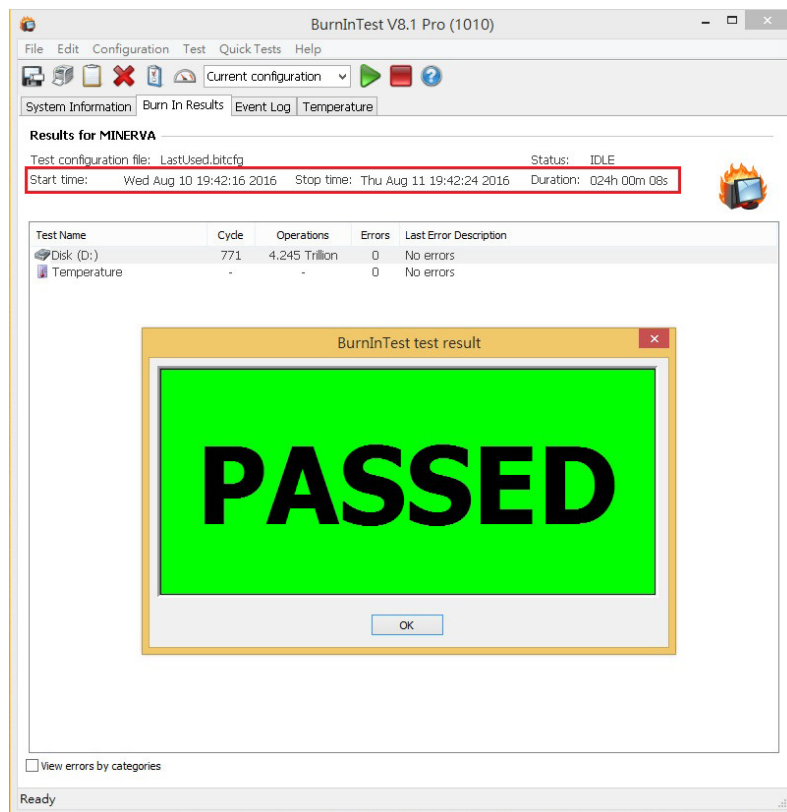 BurnInTest V8.1 Pro (1010)
File Edit Configuration Test Quick Tests Help
Current configuration
System Information Burn In Results Event Log Temperature
Results for MINERVA
Test configuration file: LastUsed.bitcfg Status: IDLE
Start time: Wed Aug 10 19:42:16 2016 Stop time: Thu Aug 11 19:42:24 2016 Duration: 024h 00m 08s
Test Name Cycle Operations Errors Last Error Description
Disk (D:) 771 4.245 Trillion 0 No errors
Temperature - - 0 No errors
BurnInTest test result
PASSED
OK
View errors by categories
Ready